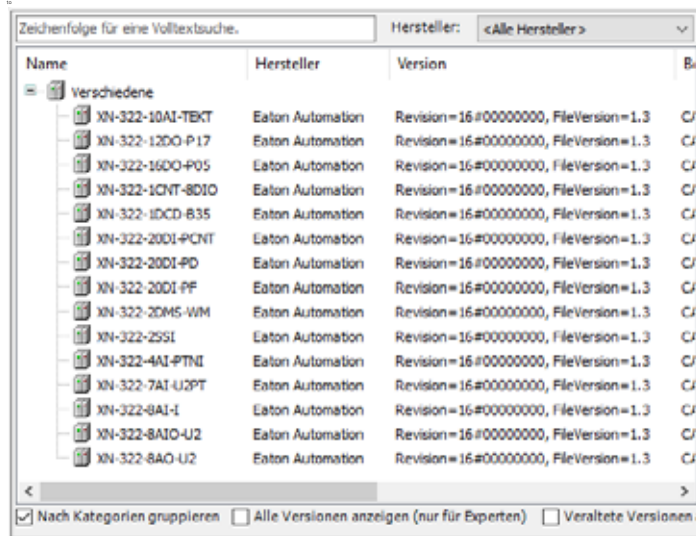 Zeichenfolge für eine Volltextsuche. Hersteller: <Alle Hersteller>
Name Hersteller Version
Verschiedene
XN-322-10AI-TEKT Eaton Automation Revision=16#00000000, FileVersion=1.3
XN-322-12DO-P17 Eaton Automation Revision=16#00000000, FileVersion=1.3
XN-322-16DO-P05 Eaton Automation Revision=16#00000000, FileVersion=1.3
XN-322-1CNT-8DIO Eaton Automation Revision=16#00000000, FileVersion=1.3
XN-322-1DCD-B35 Eaton Automation Revision=16#00000000, FileVersion=1.3
XN-322-20DI-PCNT Eaton Automation Revision=16#00000000, FileVersion=1.3
XN-322-20DI-PD Eaton Automation Revision=16#00000000, FileVersion=1.3
XN-322-20DI-PF Eaton Automation Revision=16#00000000, FileVersion=1.3
XN-322-2DMS-WM Eaton Automation Revision=16#00000000, FileVersion=1.3
XN-322-2SSI Eaton Automation Revision=16#00000000, FileVersion=1.3
XN-322-4AI-PTNI Eaton Automation Revision=16#00000000, FileVersion=1.3
XN-322-7AI-U2PT Eaton Automation Revision=16#00000000, FileVersion=1.3
XN-322-8AI-I Eaton Automation Revision=16#00000000, FileVersion=1.3
XN-322-8AIO-U2 Eaton Automation Revision=16#00000000, FileVersion=1.3
XN-322-8AO-U2 Eaton Automation Revision=16#00000000, FileVersion=1.3
Nach Kategorien gruppieren Alle Versionen anzeigen (nur für Experten) Veraltete Versionen